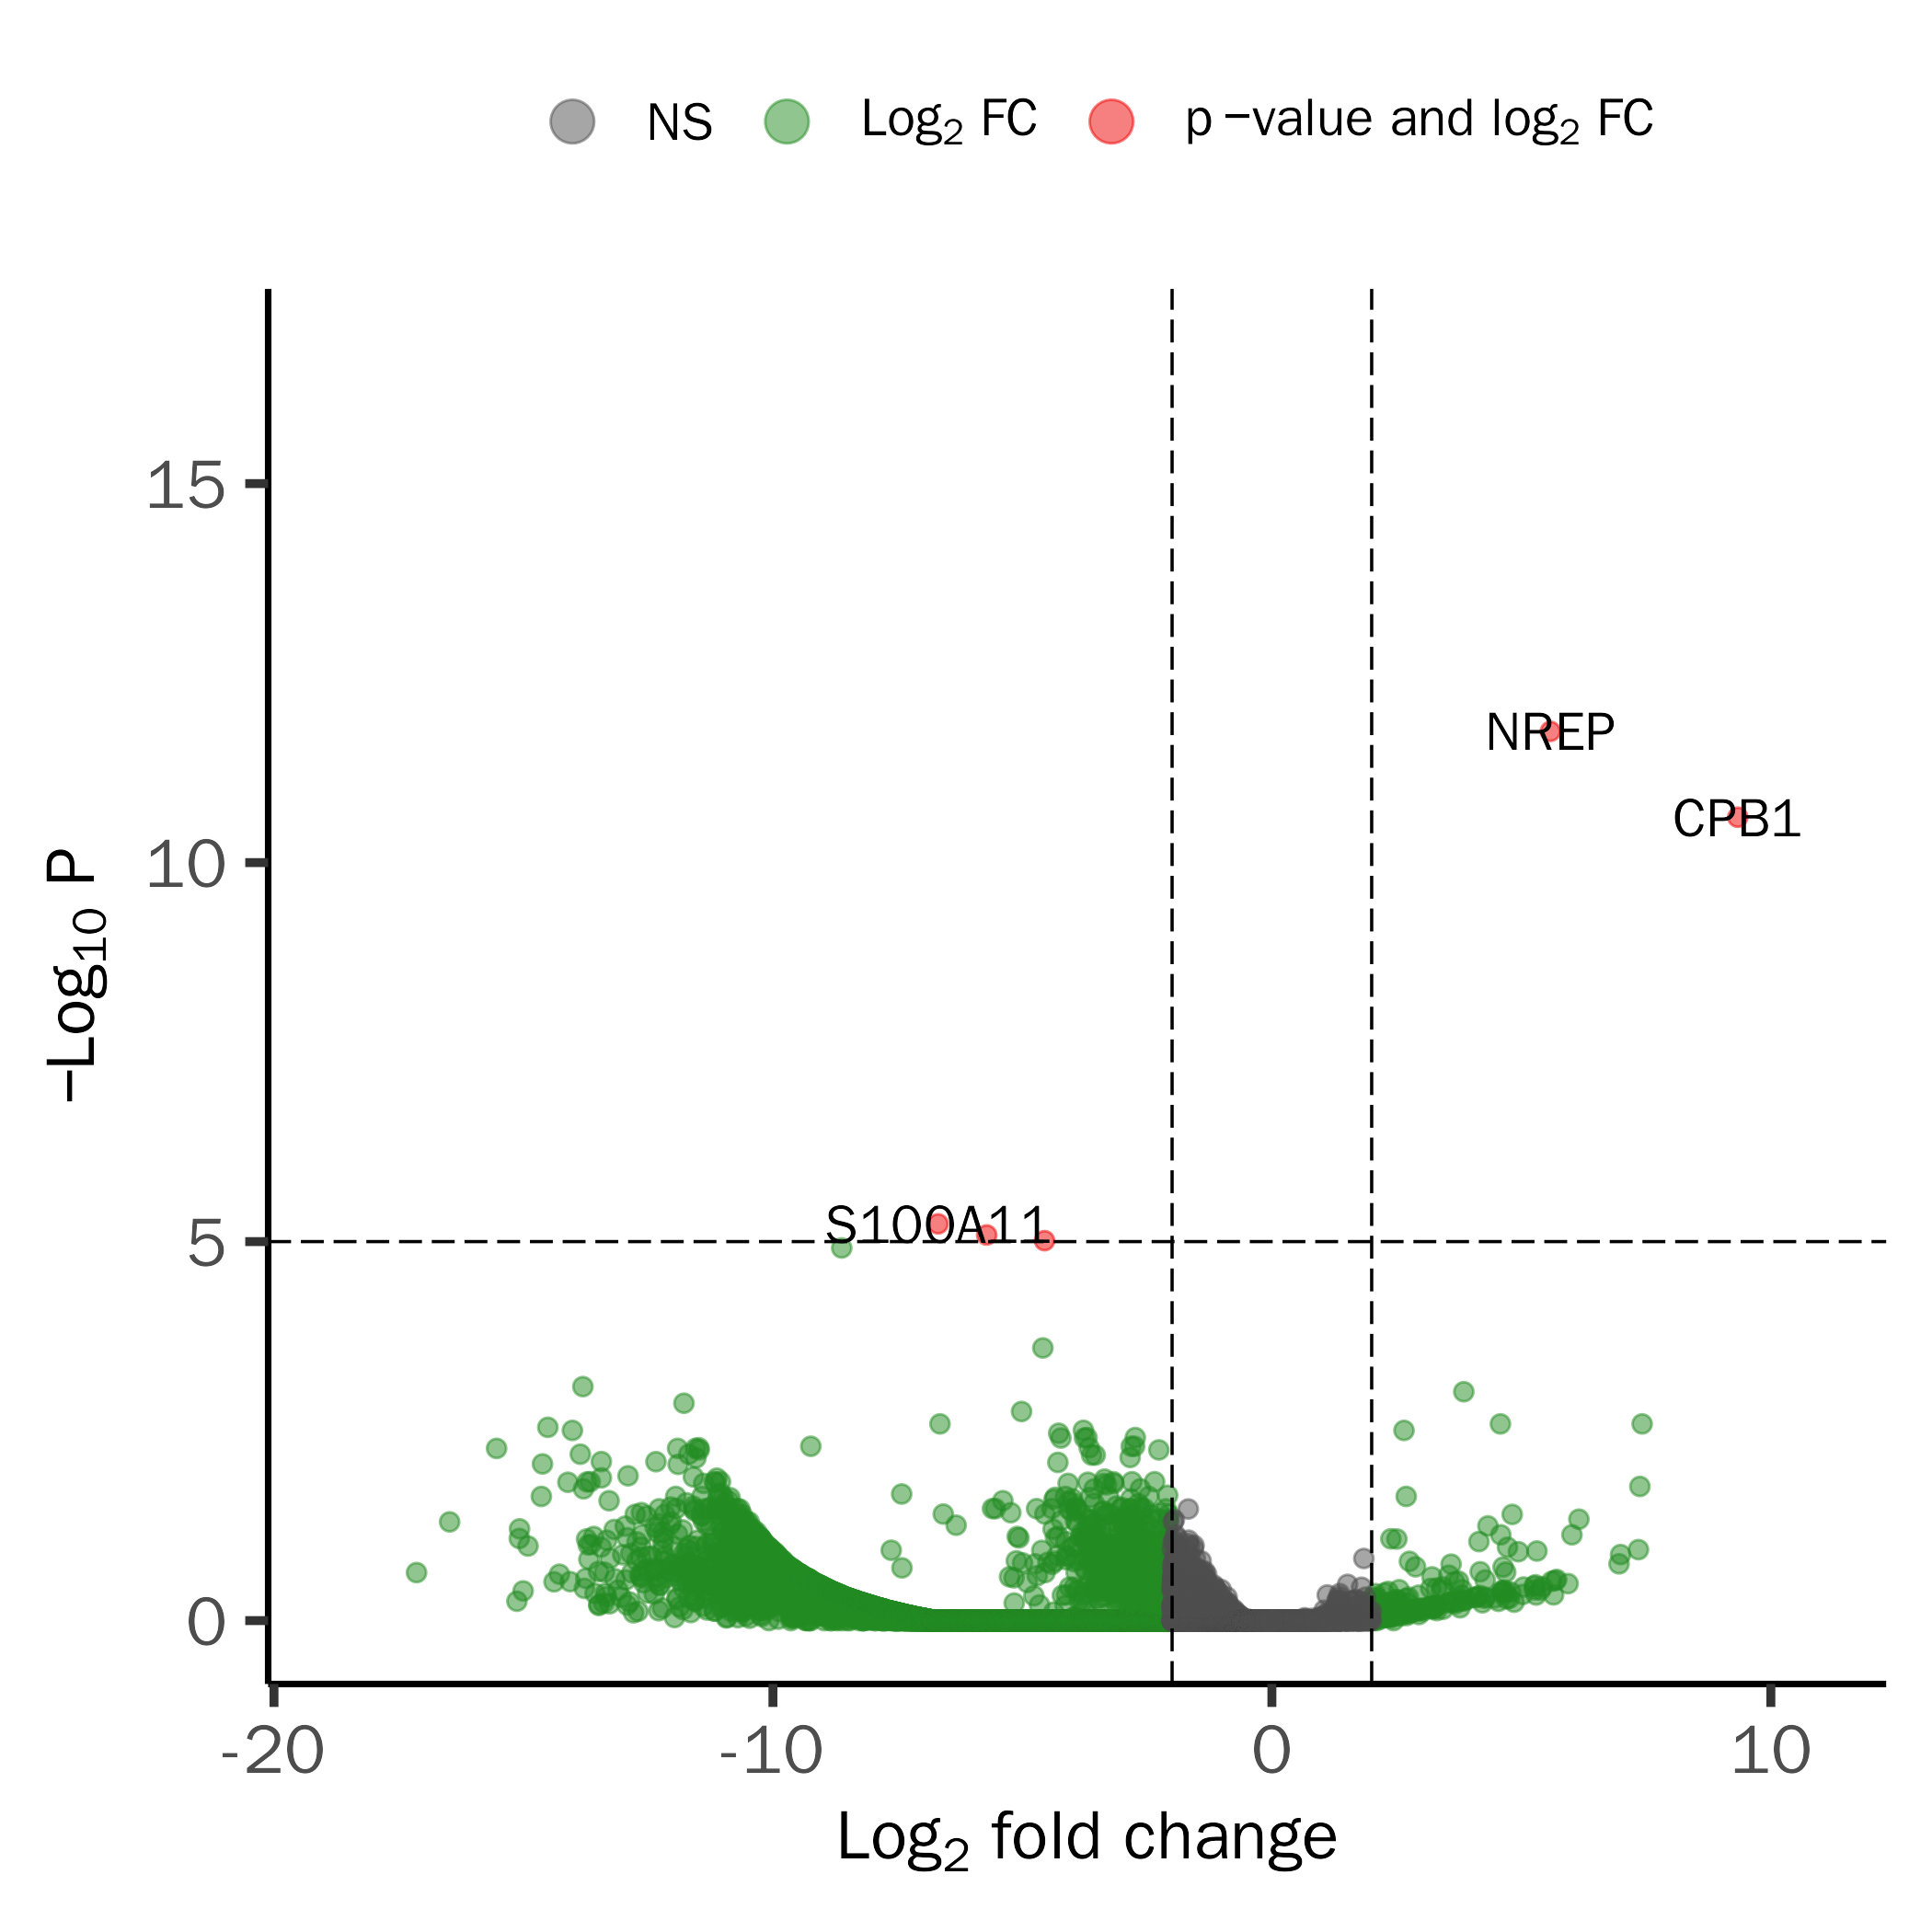 NS Log₂ FC p −value and log₂ FC
15
NREP
CPB1
10
−Log₁₀ P
S100A11
5
0
-20 -10 0 10
Log₂ fold change